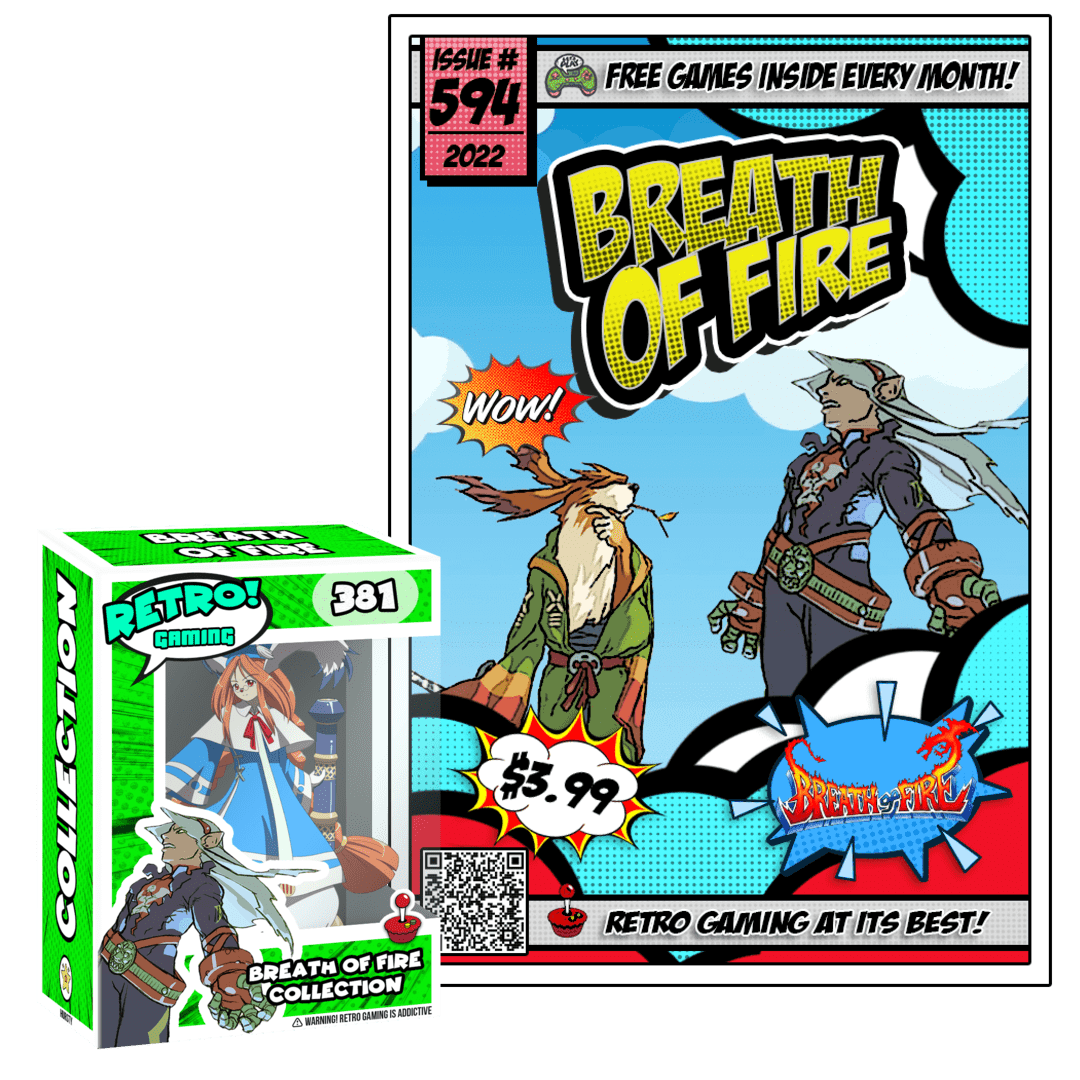 ISSUE #
594
2022
FREE GAMES INSIDE EVERY MONTH!
BREATH
OF FIRE
WOW!
$3.99
BREATH of FIRE
RETRO GAMING AT ITS BEST!
BREATH
OF FIRE
COLLECTION
RETRO!
GAMING
381
BREATH OF FIRE
COLLECTION
WARNING! RETRO GAMING IS ADDICTIVE